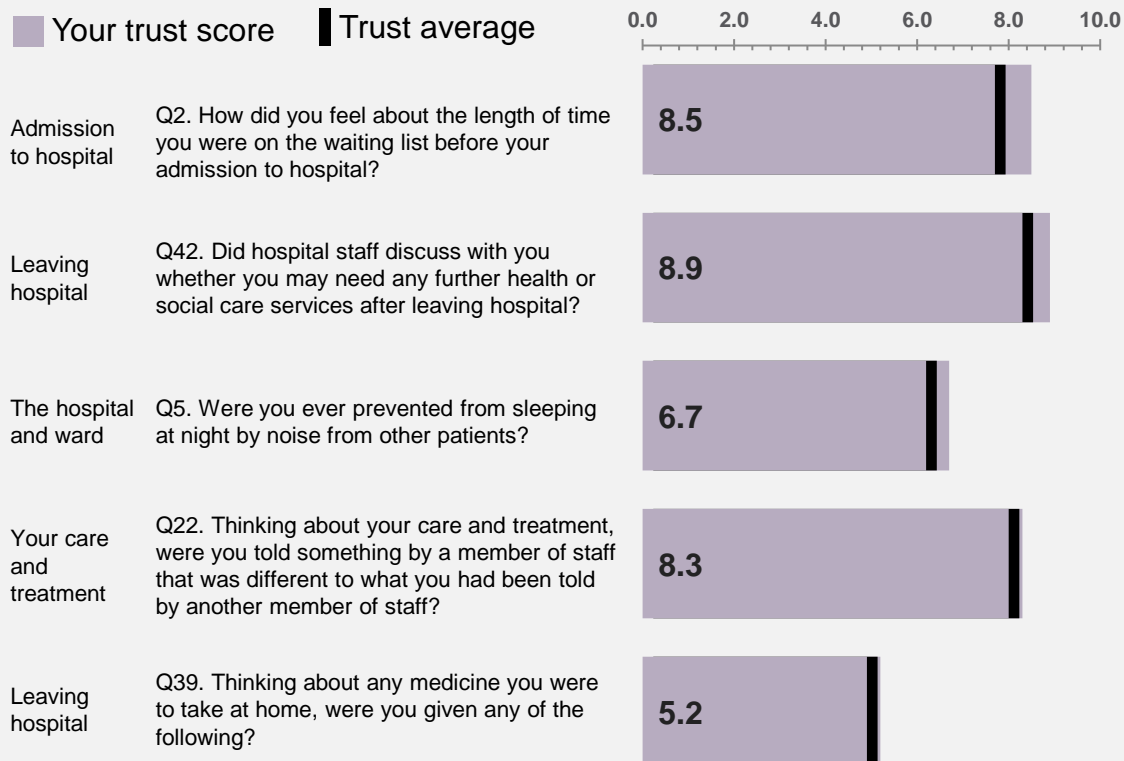 Your trust score Trust average
0.0 2.0 4.0 6.0 8.0 10.0
Admission
to hospital
Q2. How did you feel about the length of time
you were on the waiting list before your
admission to hospital?
8.5
Leaving
hospital
Q42. Did hospital staff discuss with you
whether you may need any further health or
social care services after leaving hospital?
8.9
The hospital
and ward
Q5. Were you ever prevented from sleeping
at night by noise from other patients?
6.7
Your care
and
treatment
Q22. Thinking about your care and treatment,
were you told something by a member of staff
that was different to what you had been told
by another member of staff?
8.3
Leaving
hospital
Q39. Thinking about any medicine you were
to take at home, were you given any of the
following?
5.2